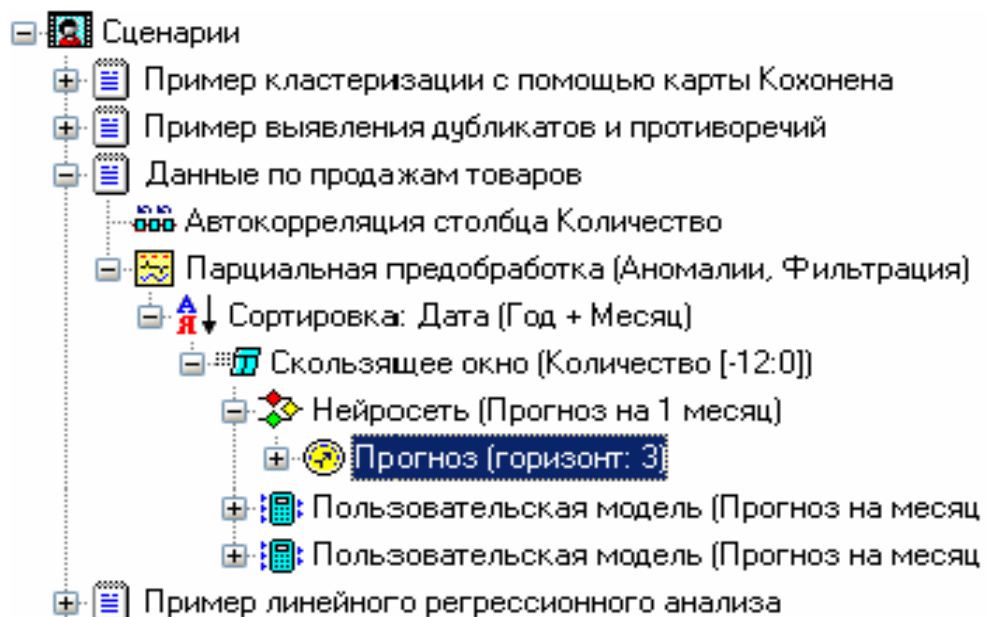 Сценарии
Пример кластеризации с помощью карты Кохонена
Пример выявления дубликатов и противоречий
Данные по продажам товаров
Автокорреляция столбца Количество
Парциальная предобработка (Аномалии, Фильтрация)
Сортировка: Дата (Год + Месяц)
Скользящее окно (Количество [-12:0])
Нейросеть (Прогноз на 1 месяц)
Прогноз (горизонт: 3)
Пользовательская модель (Прогноз на месяц
Пользовательская модель (Прогноз на месяц
Пример линейного регрессионного анализа